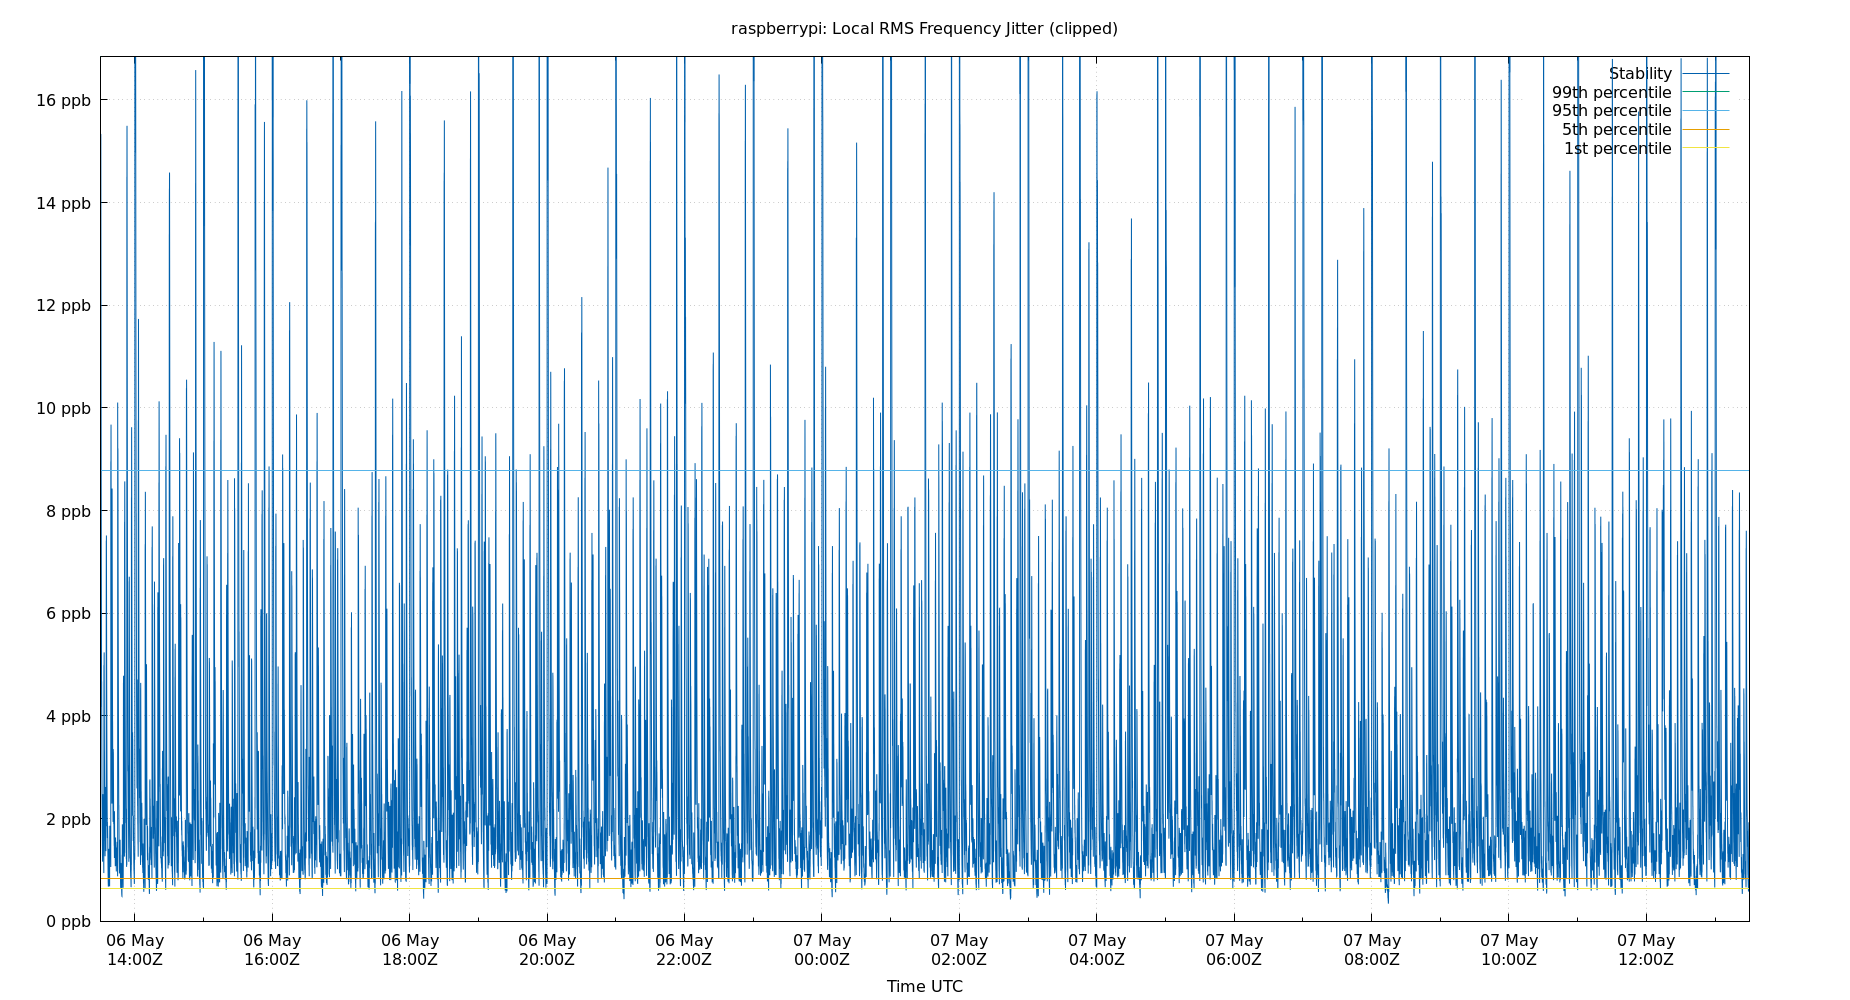 raspberrypi: Local RMS Frequency Jitter (clipped)
Stability
99th percentile
95th percentile
5th percentile
1st percentile
16 ppb
14 ppb
12 ppb
10 ppb
8 ppb
6 ppb
4 ppb
2 ppb
0 ppb
06 May 06 May 06 May 06 May 06 May 07 May 07 May 07 May 07 May 07 May 07 May 07 May
14:00Z 16:00Z 18:00Z 20:00Z 22:00Z 00:00Z 02:00Z 04:00Z 06:00Z 08:00Z 10:00Z 12:00Z
Time UTC